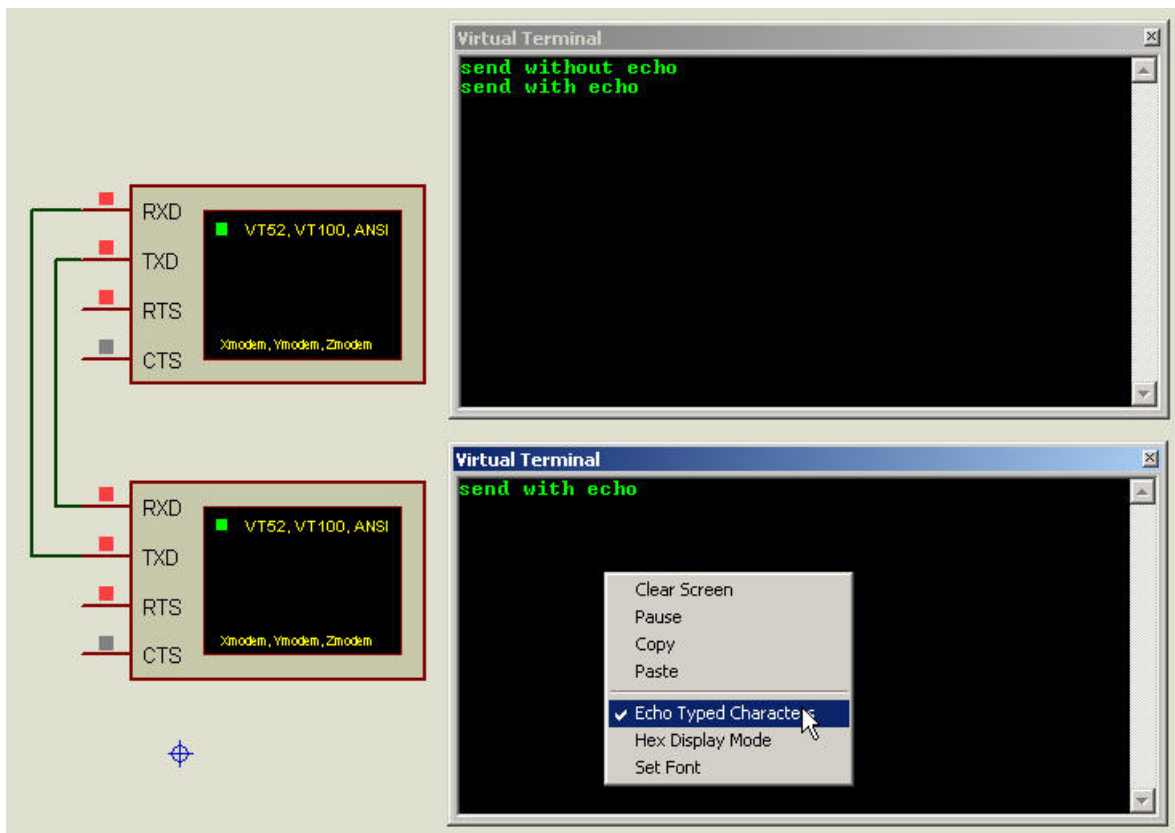 Virtual Terminal
send without echo
send with echo
RXD
TXD
RTS
CTS
VT52, VT100, ANSI
Xmodem, Ymodem, Zmodem
Virtual Terminal
send with echo
RXD
TXD
RTS
CTS
VT52, VT100, ANSI
Xmodem, Ymodem, Zmodem
Clear Screen
Pause
Copy
Paste
Echo Typed Characters
Hex Display Mode
Set Font